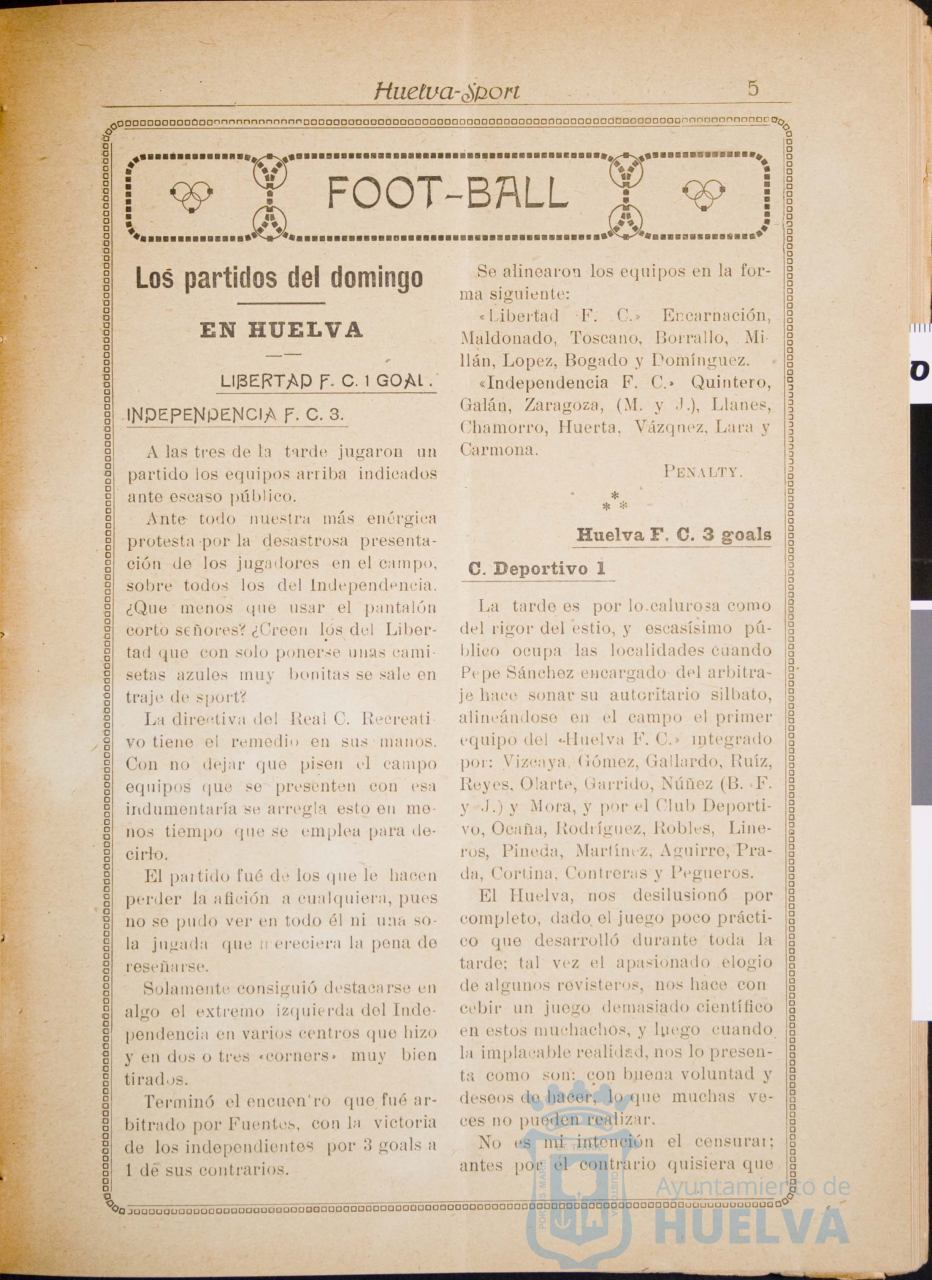 Huelva-Sport 5
FOOT-BALL
Los partidos del domingo
EN HUELVA
LIBERTAD F. C. 1 GOAL.
INDEPENDENCIA F. C. 3.
A las tres de la tarde jugaron un
partido los equipos arriba indicados
ante escaso público.
Ante todo nuestra más enérgica
protesta por la desastrosa presenta-
ción de los jugadores en el campo,
sobre todos los del Independencia.
¿Que menos que usar el pantalón
corto señores? ¿Creen los del Liber-
tad que con solo ponerse unas cami-
setas azules muy bonitas se sale en
traje de sport?
La directiva del Real C. Recreati-
vo tiene el remedio en sus manos.
Con no dejar que pisen el campo
equipos que se presenten con esa
indumentaría se arregla esto en me-
nos tiempo que se emplea para de-
cirlo.
El partido fué de los que le hacen
perder la afición a cualquiera, pues
no se pudo ver en todo él ni una so-
la jugada que mereciera la pena de
reseñarse.
Solamente consiguió destacarse en
algo el extremo izquierda del Inde-
pendencia en varios centros que hizo
y en dos o tres «corners» muy bien
tirados.
Terminó el encuentro que fué ar-
bitrado por Fuentes, con la victoria
de los independientes por 3 goals a
1 de sus contrarios.
Se alinearon los equipos en la for-
ma siguiente:
«Libertad F. C.» Encarnación,
Maldonado, Toscano, Borrallo, Mi-
llán, Lopez, Bogado y Domínguez.
«Independencia F. C.» Quintero,
Galán, Zaragoza, (M. y J.), Llanes,
Chamorro, Huerta, Vázquez, Lara y
Carmona.
PENALTY.
* * *
Huelva F. C. 3 goals
C. Deportivo 1
La tarde es por lo calurosa como
del rigor del estio, y escasísimo pú-
blico ocupa las localidades cuando
Pepe Sánchez encargado del arbitra-
je hace sonar su autoritario silbato,
alineándose en el campo el primer
equipo del «Huelva F. C.» integrado
por: Vizcaya, Gómez, Gallardo, Ruíz,
Reyes, Olarte, Garrido, Núñez (B. F.
y J.) y Mora, y por el Club Deporti-
vo, Ocaña, Rodríguez, Robles, Line-
ros, Pineda, Martínez, Aguirre, Pra-
da, Cortina, Contreras y Pegueros.
El Huelva, nos desilusionó por
completo, dado el juego poco prácti-
co que desarrolló durante toda la
tarde; tal vez el apasionado elogio
de algunos revisteros, nos hace con
cebir un juego demasiado científico
en estos muchachos, y luego cuando
la implacable realidad, nos lo presen-
ta como son: con buena voluntad y
deseos de hacer, lo que muchas ve-
ces no pueden realizar.
No es mi intención el censurar;
antes por el contrario quisiera que
Ayuntamiento de
HUELVA